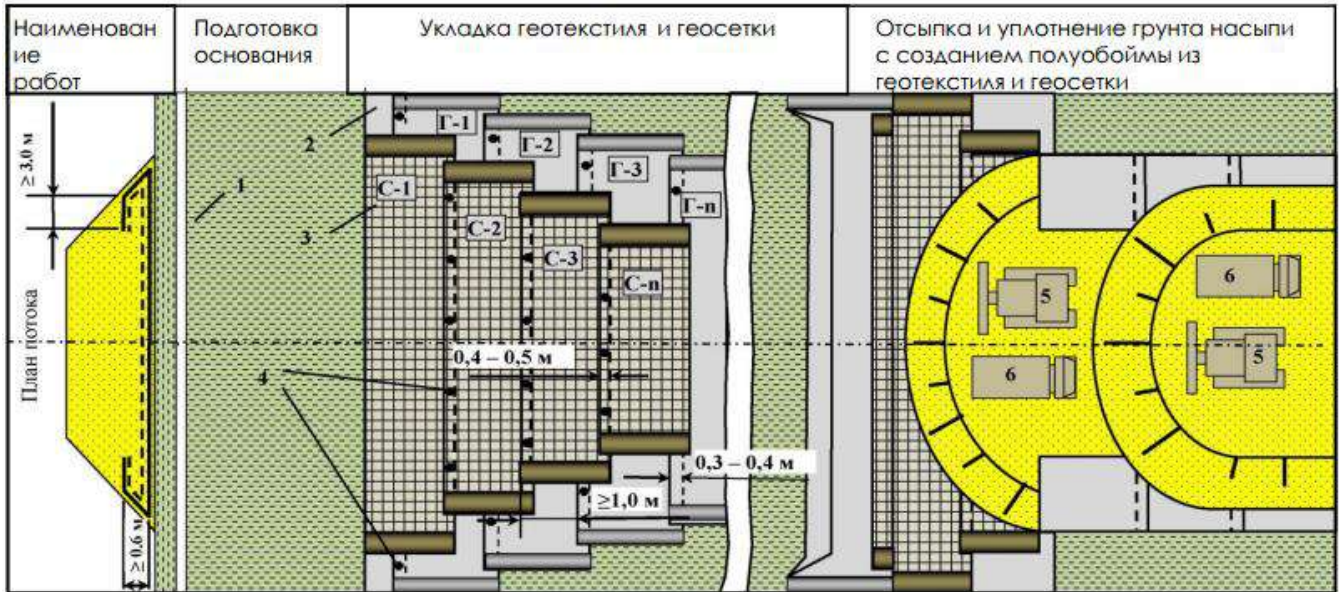 Наименован
ие
работ
Подготовка
основания
Укладка геотекстиля и геосетки
Отсыпка и уплотнение грунта насыпи
с созданием полуобоймы из
геотекстиля и геосетки
План потока
≥ 3.0 м
≥ 0.6 м
1
2
3
4
Г-1
Г-2
Г-3
Г-n
С-1
С-2
С-3
С-n
0,4 – 0,5 м
0,3 – 0,4 м
≥1,0 м
5
6
6
5